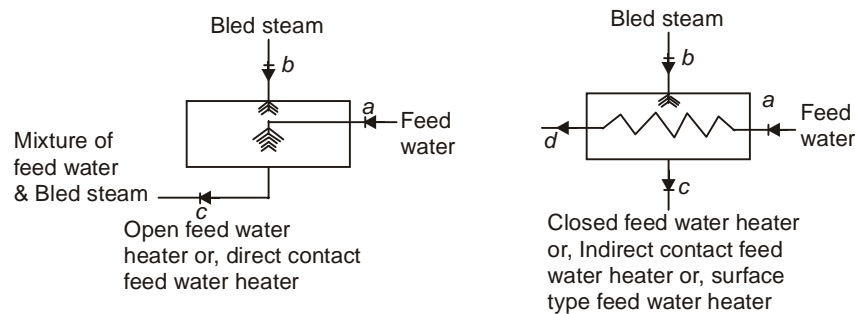 Bled steam
b
a
Feed
water
Mixture of
feed water
& Bled steam
c
Open feed water
heater or, direct contact
feed water heater
Bled steam
b
a
Feed
water
d
c
Closed feed water heater
or, Indirect contact feed
water heater or, surface
type feed water heater